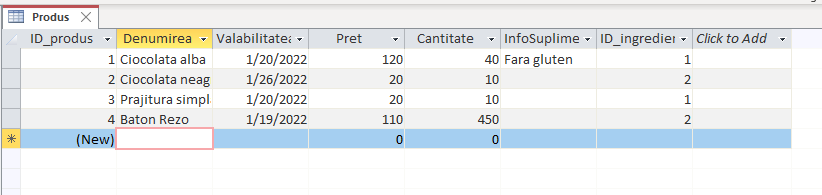 Produs
ID_produs Denumirea Valabilitatea Pret Cantitate InfoSuplime ID_ingredier Click to Add
1 Ciocolata alba 1/20/2022 120 40 Fara gluten 1
2 Ciocolata neag 1/26/2022 20 10 2
3 Prajitura simpl 1/20/2022 20 10 1
4 Baton Rezo 1/19/2022 110 450 2
(New) 0 0